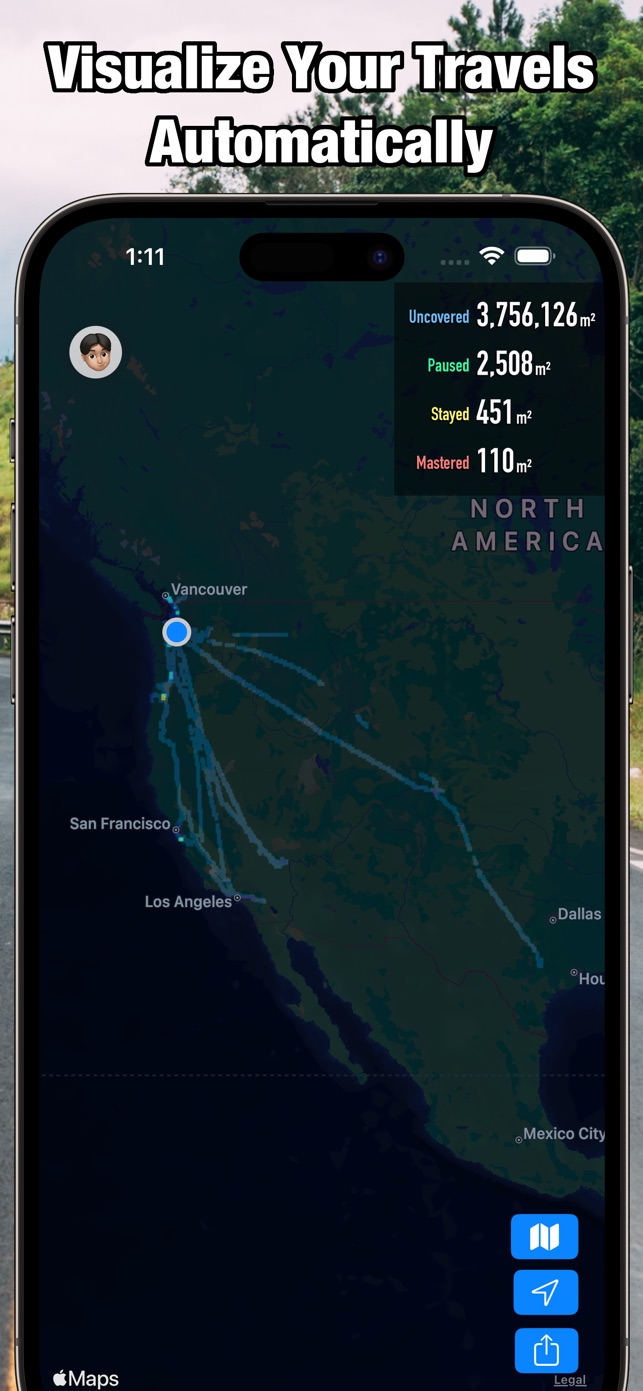 Visualize Your Travels
Automatically
1:11
Uncovered 3,756,126 m²
Paused 2,508 m²
Stayed 451 m²
Mastered 110 m²
NORTH
AMERICA
Vancouver
San Francisco
Los Angeles
Dallas
Hou
Mexico City
Maps
Legal